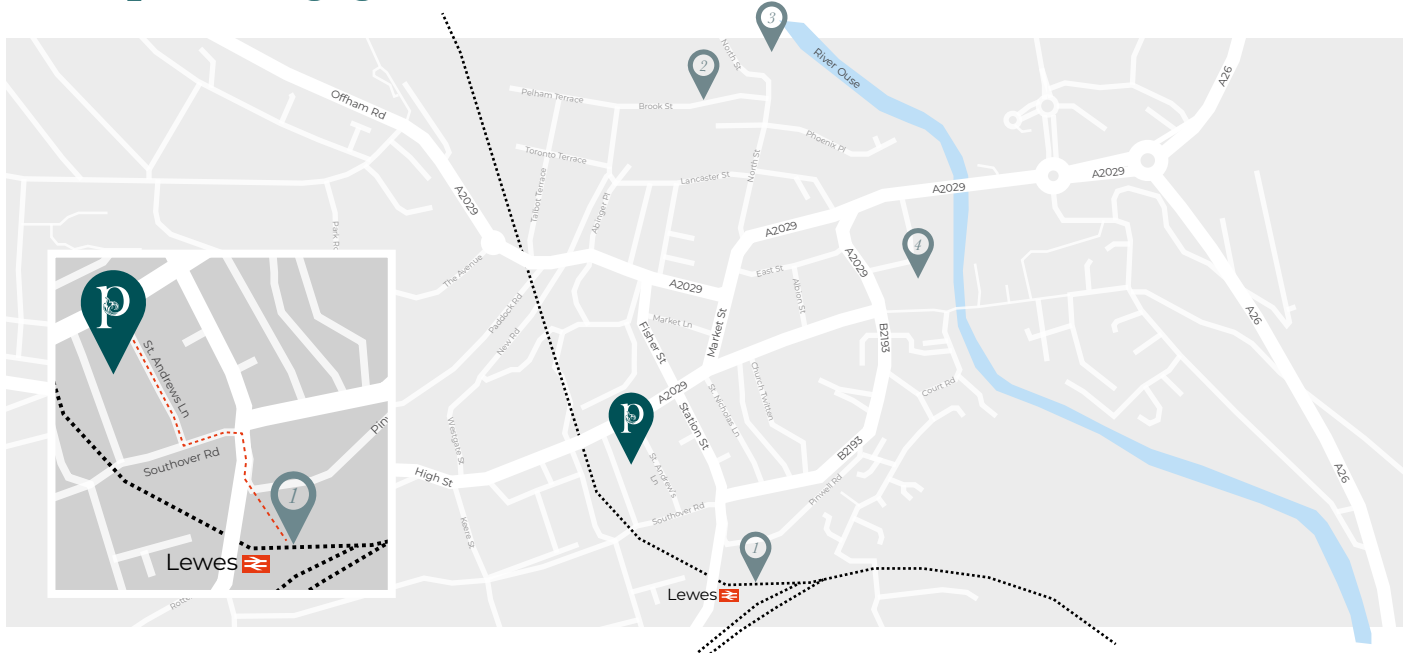 3
North St
River Ouse
2
A26
Offham Rd
Pelham Terrace
Brook St
Phoenix Pl
Toronto Terrace
North St
Lancaster St
A2029
A2029
A2029
Talbot Terrace
Abinger Pl
Park Rd
A2029
4
A2029
The Avenue
East St
A2029
Albion St
Paddock Rd
A26
p
Market Ln
Fisher St
Market St
B2193
New Rd
St. Andrews Ln
Court Rd
Church Twitten
St Nicholas Ln
A2029
p
Station St
Westgate St
Pin
B2193
Southover Rd
High St
St. Andrew's
Ln
A26
1
Pinwell Rd
Southover Rd
Keere St
1
Lewes
Lewes